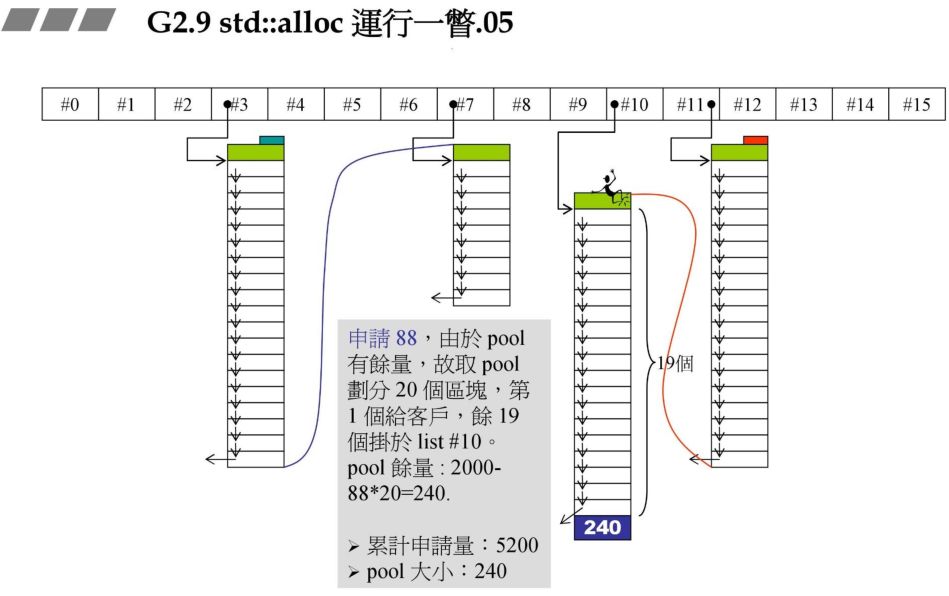 G2.9 std::alloc 運行一瞥.05
#0 #1 #2 #3 #4 #5 #6 #7 #8 #9 #10 #11 #12 #13 #14 #15
申請 88，由於 pool
有餘量，故取 pool
劃分 20 個區塊，第
1 個給客戶，餘 19
個掛於 list #10。
pool 餘量 : 2000-
88*20=240.
➢ 累計申請量：5200
➢ pool 大小：240
19個
240